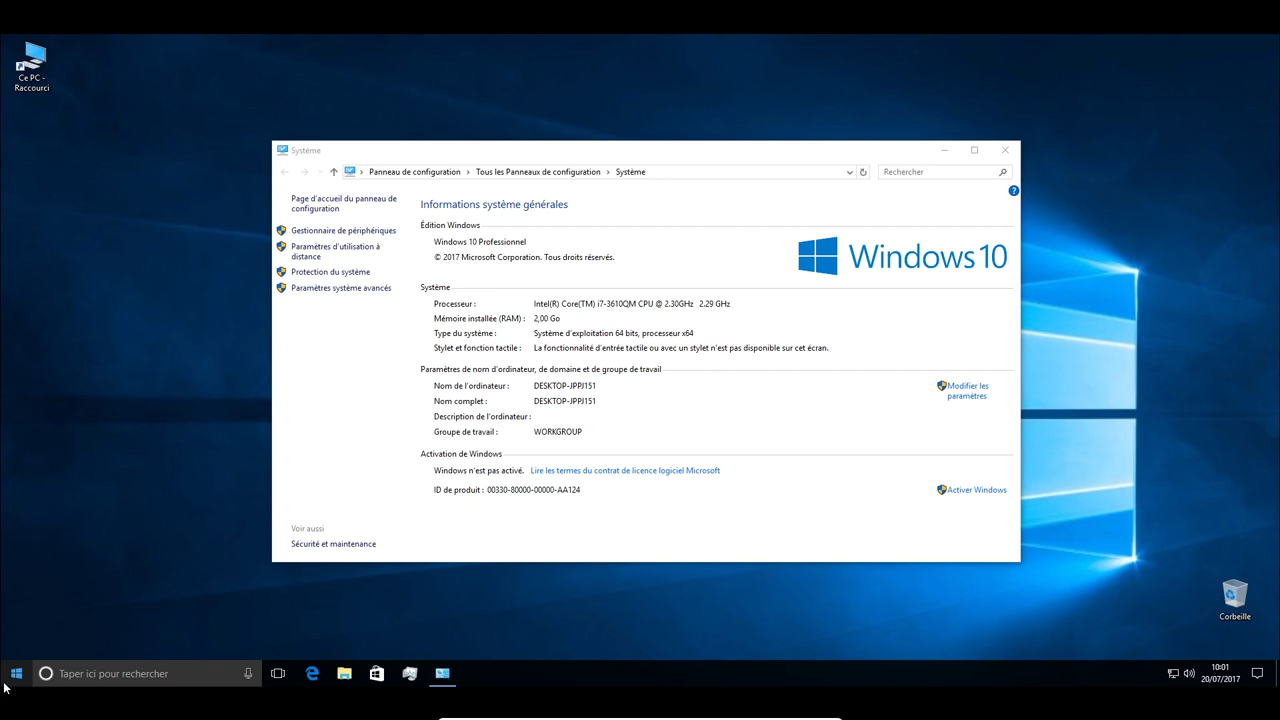 Ce PC -
Raccourci
Système
Panneau de configuration > Tous les Panneaux de configuration > Système
Rechercher
Page d'accueil du panneau de
configuration
Gestionnaire de périphériques
Paramètres d'utilisation à
distance
Protection du système
Paramètres système avancés
Informations système générales
Édition Windows
Windows 10 Professionnel
© 2017 Microsoft Corporation. Tous droits réservés.
Windows 10
Système
Processeur : Intel(R) Core(TM) i7-3610QM CPU @ 2.30GHz 2.29 GHz
Mémoire installée (RAM) : 2,00 Go
Type du système : Système d'exploitation 64 bits, processeur x64
Stylet et fonction tactile : La fonctionnalité d'entrée tactile ou avec un stylet n'est pas disponible sur cet écran.
Paramètres de nom d'ordinateur, de domaine et de groupe de travail
Nom de l'ordinateur : DESKTOP-JPPJ151
Modifier les
paramètres
Nom complet : DESKTOP-JPPJ151
Description de l'ordinateur :
Groupe de travail : WORKGROUP
Activation de Windows
Windows n'est pas activé. Lire les termes du contrat de licence logiciel Microsoft
ID de produit : 00330-80000-00000-AA124
Activer Windows
Voir aussi
Sécurité et maintenance
Corbeille
Taper ici pour rechercher
10:01
20/07/2017